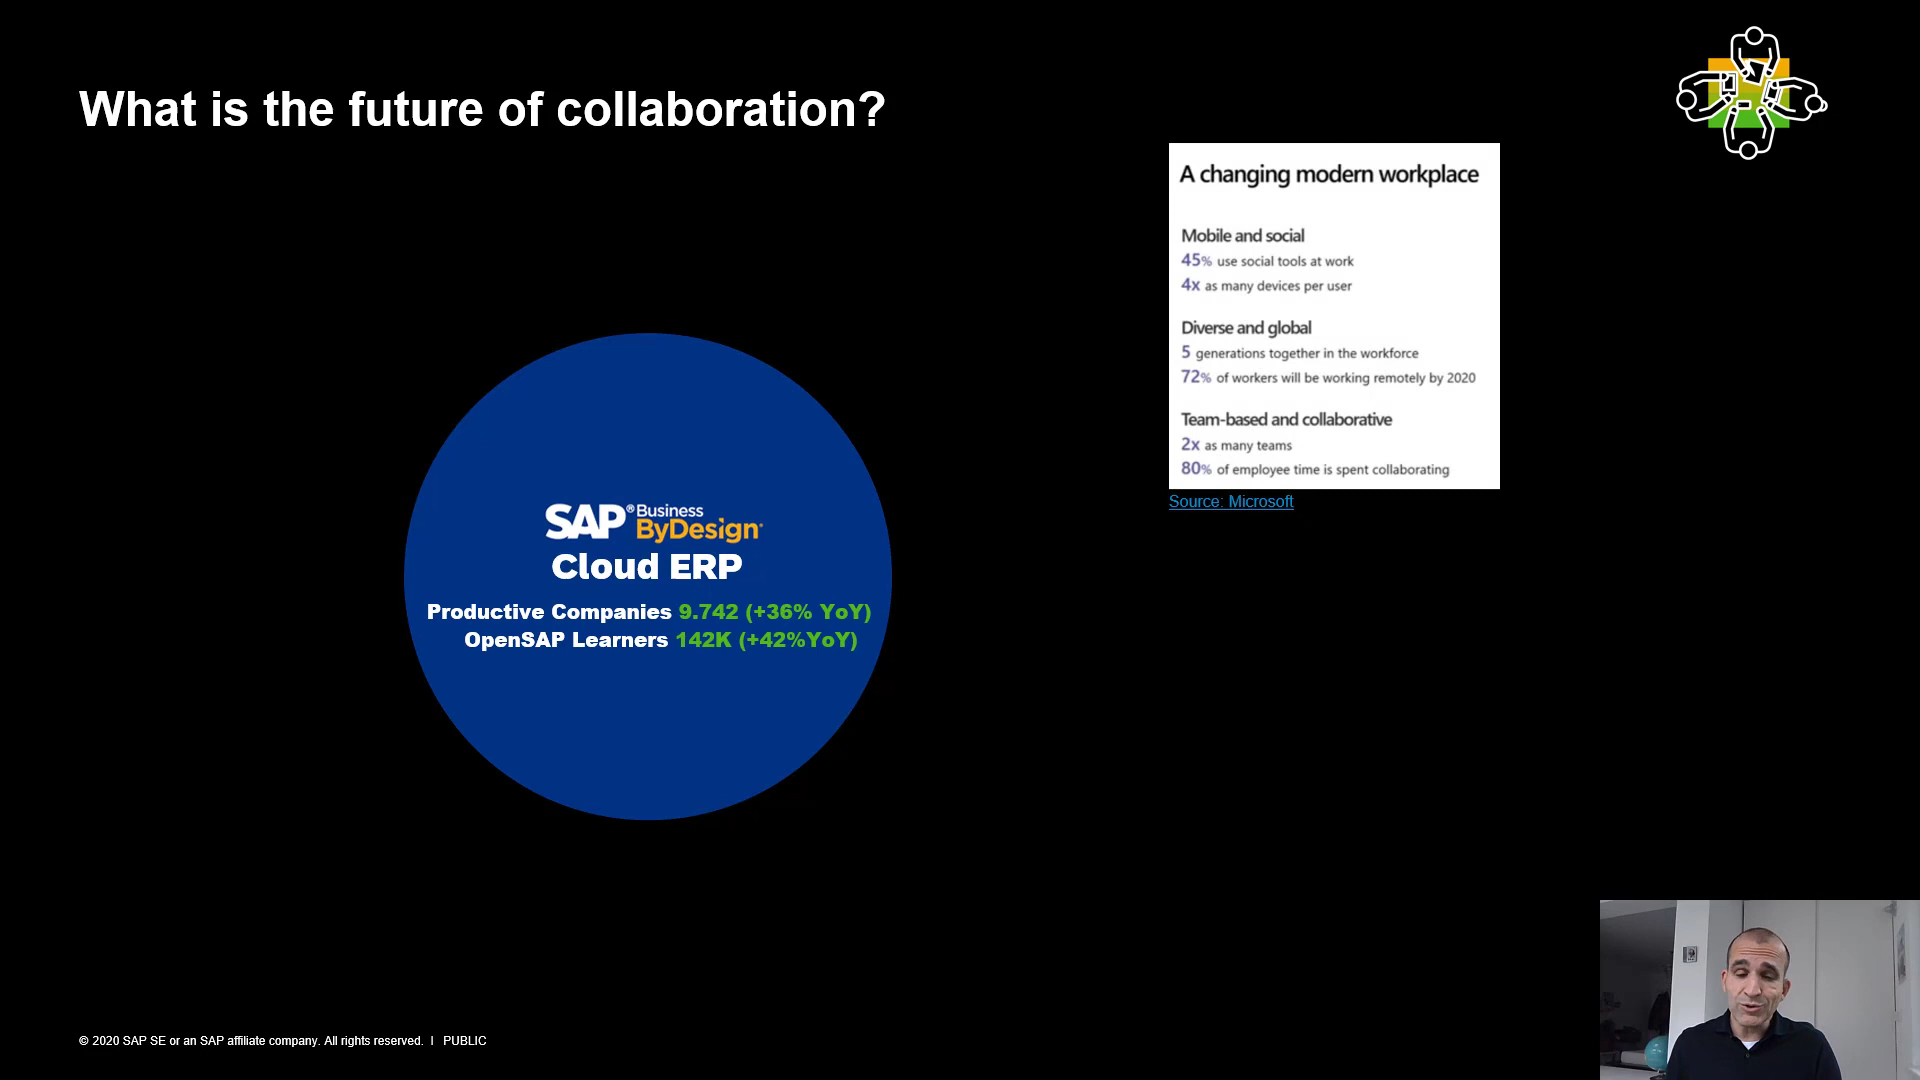 What is the future of collaboration?
A changing modern workplace
Mobile and social
45% use social tools at work
4x as many devices per user
Diverse and global
5 generations together in the workforce
72% of workers will be working remotely by 2020
Team-based and collaborative
2x as many teams
80% of employee time is spent collaborating
Source: Microsoft
SAP® Business
ByDesign
Cloud ERP
Productive Companies 9.742 (+36% YoY)
OpenSAP Learners 142K (+42%YoY)
© 2020 SAP SE or an SAP affiliate company. All rights reserved. I PUBLIC